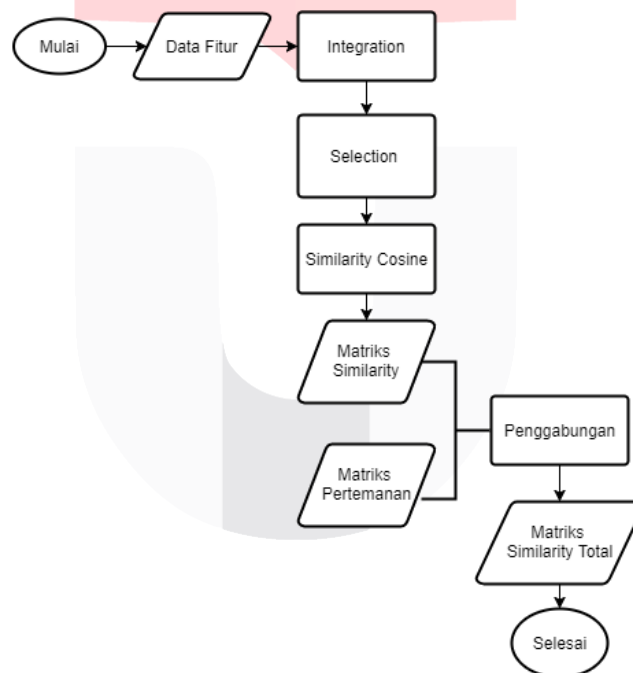 Mulai
Data Fitur
Integration
Selection
Similarity Cosine
Matriks
Similarity
Matriks
Pertemanan
Penggabungan
Matriks
Similarity Total
Selesai